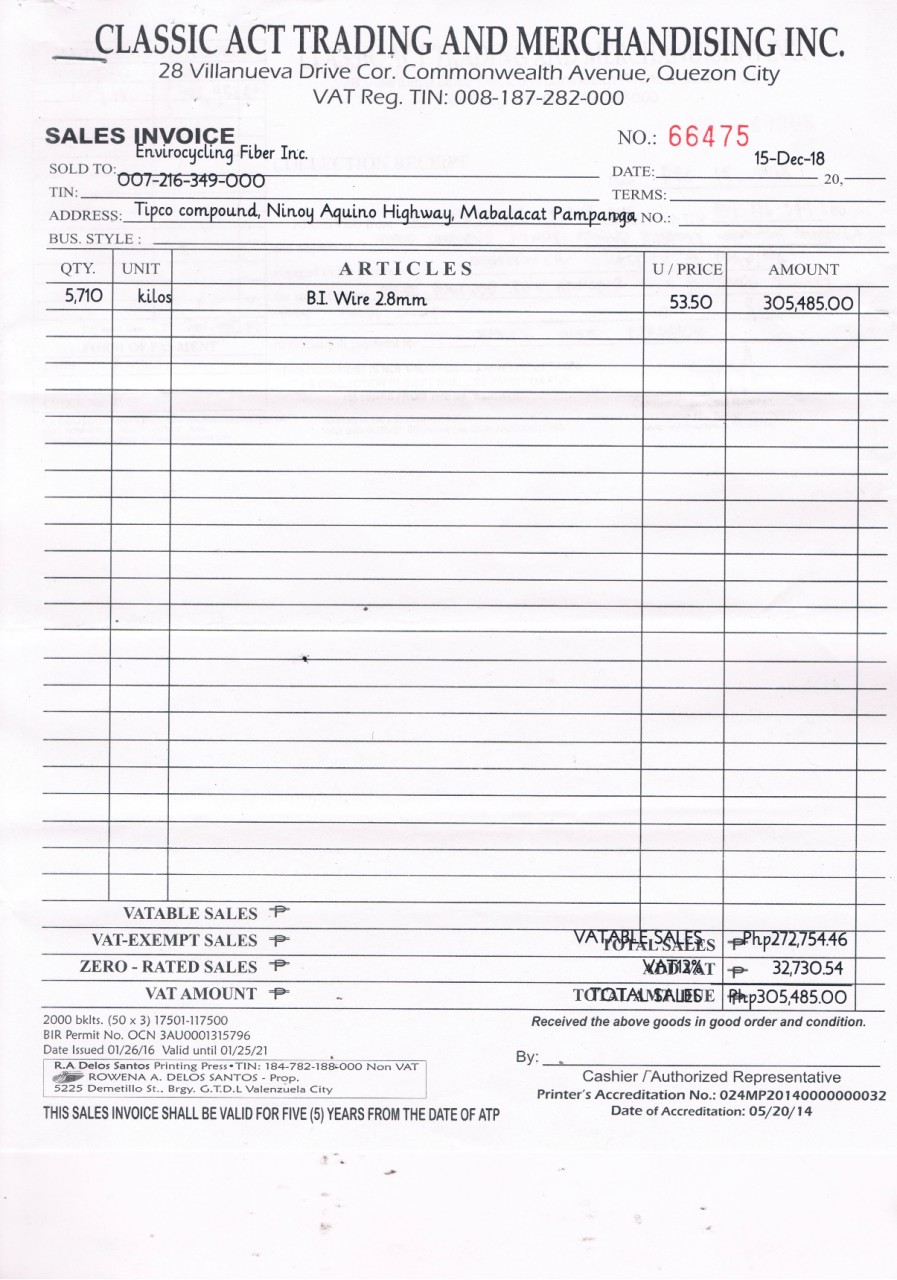 CLASSIC ACT TRADING AND MERCHANDISING INC.
28 Villanueva Drive Cor. Commonwealth Avenue, Quezon City
VAT Reg. TIN: 008-187-282-000
SALES INVOICE NO.: 66475
SOLD TO: Envirocycling Fiber Inc. DATE: 15-Dec-18 20,
TIN: 007-216-349-000 TERMS:
ADDRESS: Tipco compound, Ninoy Aquino Highway, Mabalacat Pampanga NO.:
BUS. STYLE :
QTY. UNIT ARTICLES U / PRICE AMOUNT
5,710 kilos B.I. Wire 2.8mm 53.50 305,485.00
VATABLE SALES ₱
VAT-EXEMPT SALES ₱ VATABLE SALES TOTAL SALES ₱ Php272,754.46
ZERO - RATED SALES ₱ VAT12% ADD VAT ₱ 32,730.54
VAT AMOUNT ₱ TOTAL SALES TOTAL AMT. DUE ₱ Php305,485.00
2000 bklts. (50 x 3) 17501-117500
Received the above goods in good order and condition.
BIR Permit No. OCN 3AU0001315796
Date Issued 01/26/16 Valid until 01/25/21
By:
R.A Delos Santos Printing Press•TIN: 184-782-188-000 Non VAT
ROWENA A. DELOS SANTOS - Prop.
5225 Demetillo St., Brgy. G.T.D.L Valenzuela City
Cashier / Authorized Representative
Printer's Accreditation No.: 024MP20140000000032
THIS SALES INVOICE SHALL BE VALID FOR FIVE (5) YEARS FROM THE DATE OF ATP
Date of Accreditation: 05/20/14